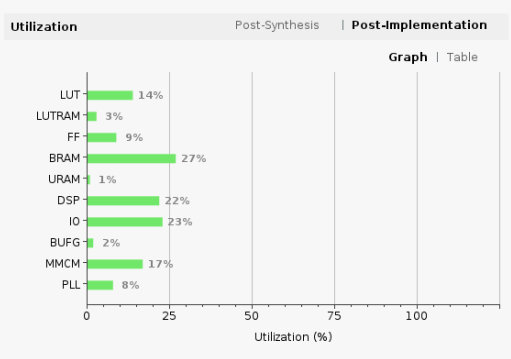 Utilization Post-Synthesis | Post-Implementation
Graph | Table
LUT 14%
LUTRAM 3%
FF 9%
BRAM 27%
URAM 1%
DSP 22%
IO 23%
BUFG 2%
MMCM 17%
PLL 8%
0 25 50 75 100
Utilization (%)